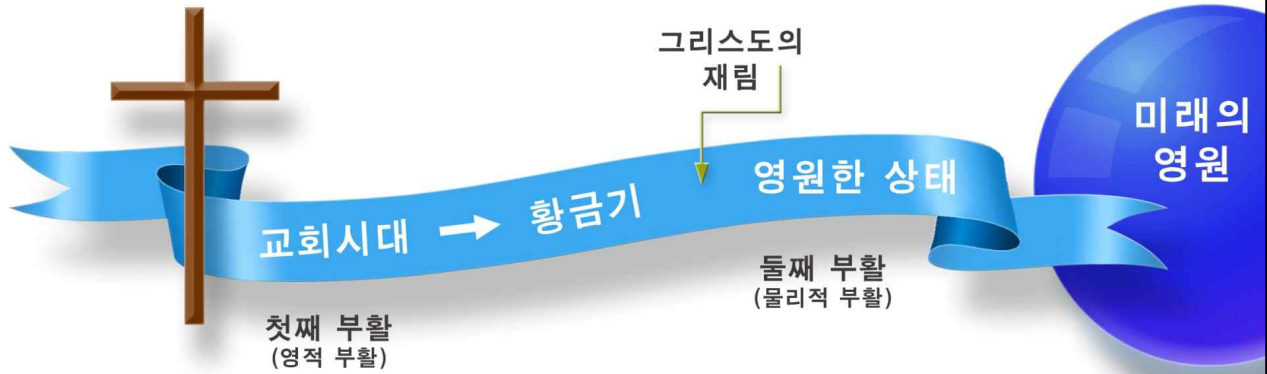 그리스도의
재림
미래의
영원
교회시대 → 황금기
영원한 상태
첫째 부활
(영적 부활)
둘째 부활
(물리적 부활)